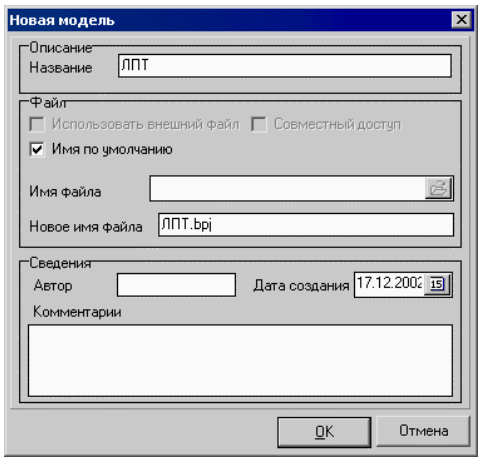 Новая модель
Описание
Название ЛПТ
Файл
Использовать внешний файл Совместный доступ
Имя по умолчанию
Имя файла
Новое имя файла ЛПТ.bpj
Сведения
Автор Дата создания 17.12.2002 15
Комментарии
OK Отмена